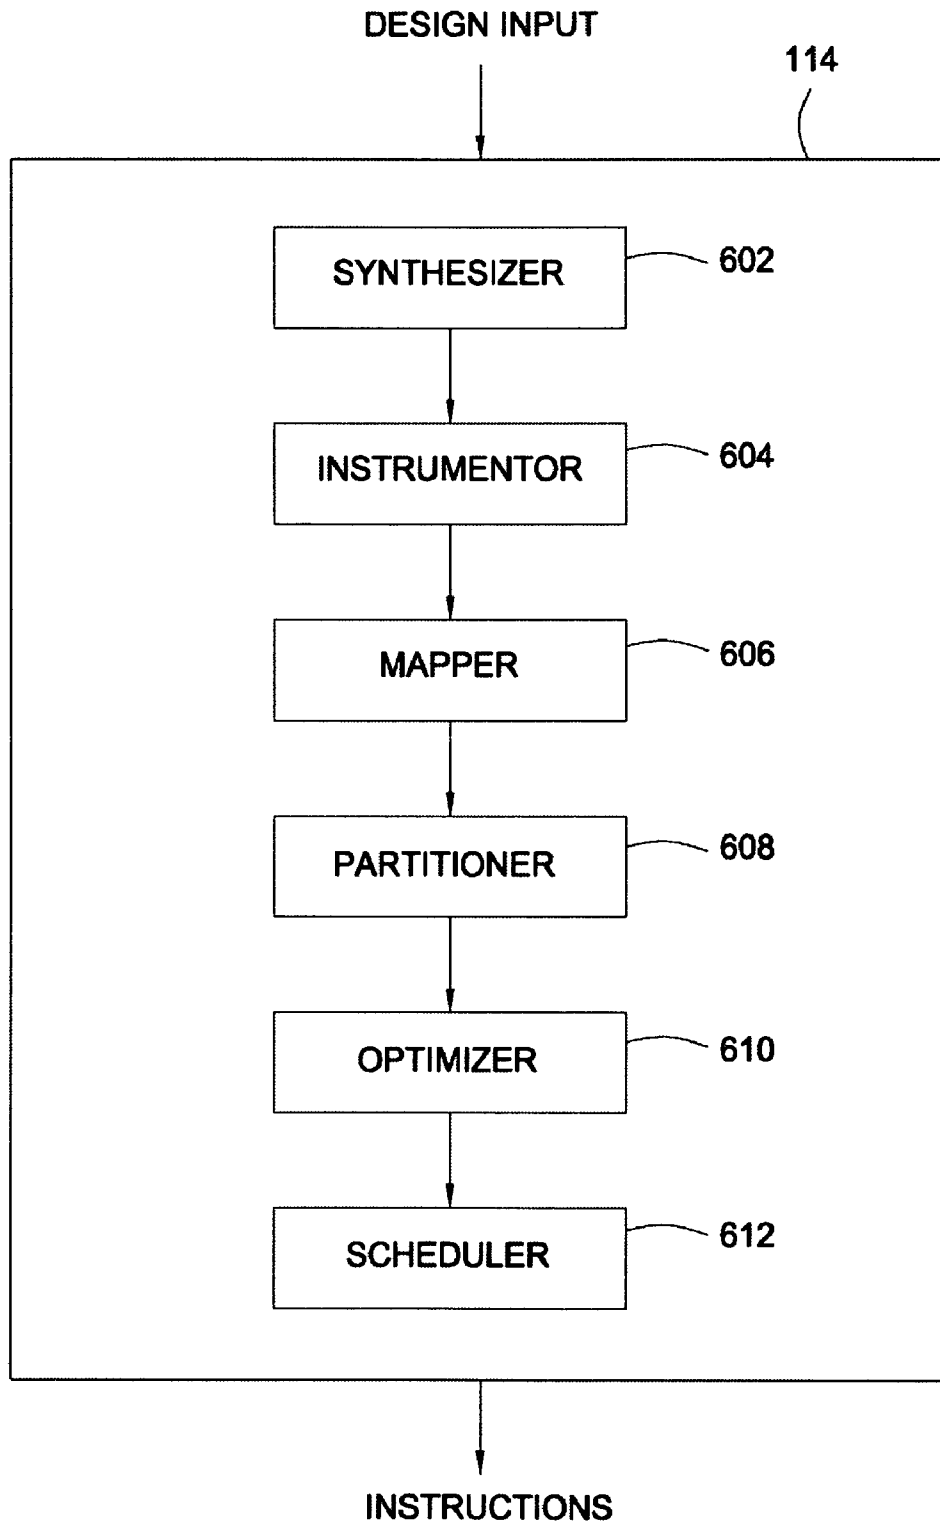 DESIGN INPUT
114
SYNTHESIZER
602
INSTRUMENTOR
604
MAPPER
606
PARTITIONER
608
OPTIMIZER
610
SCHEDULER
612
INSTRUCTIONS